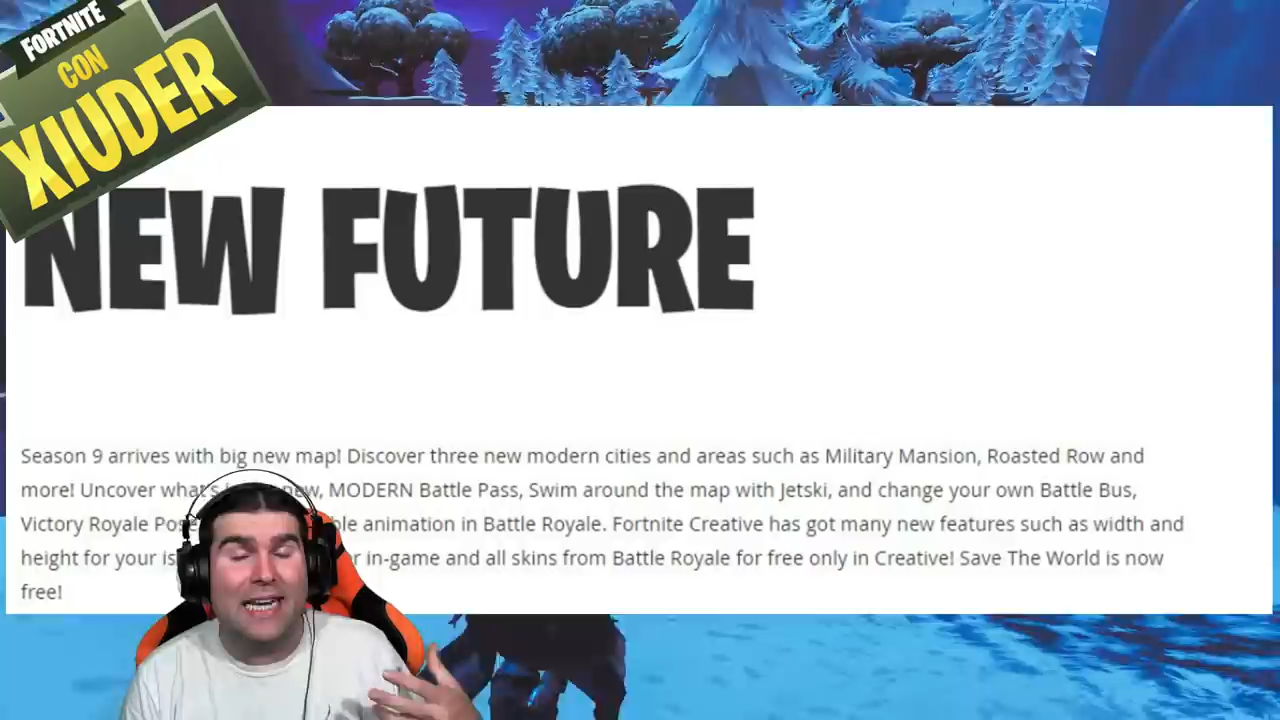 FORTNITE
CON
XIUDER
NEW FUTURE
Season 9 arrives with big new map! Discover three new modern cities and areas such as Military Mansion, Roasted Row and
more! Uncover what's new, MODERN Battle Pass, Swim around the map with Jetski, and change your own Battle Bus,
Victory Royale Pose animation in Battle Royale. Fortnite Creative has got many new features such as width and
height for your in-game and all skins from Battle Royale for free only in Creative! Save The World is now
free!